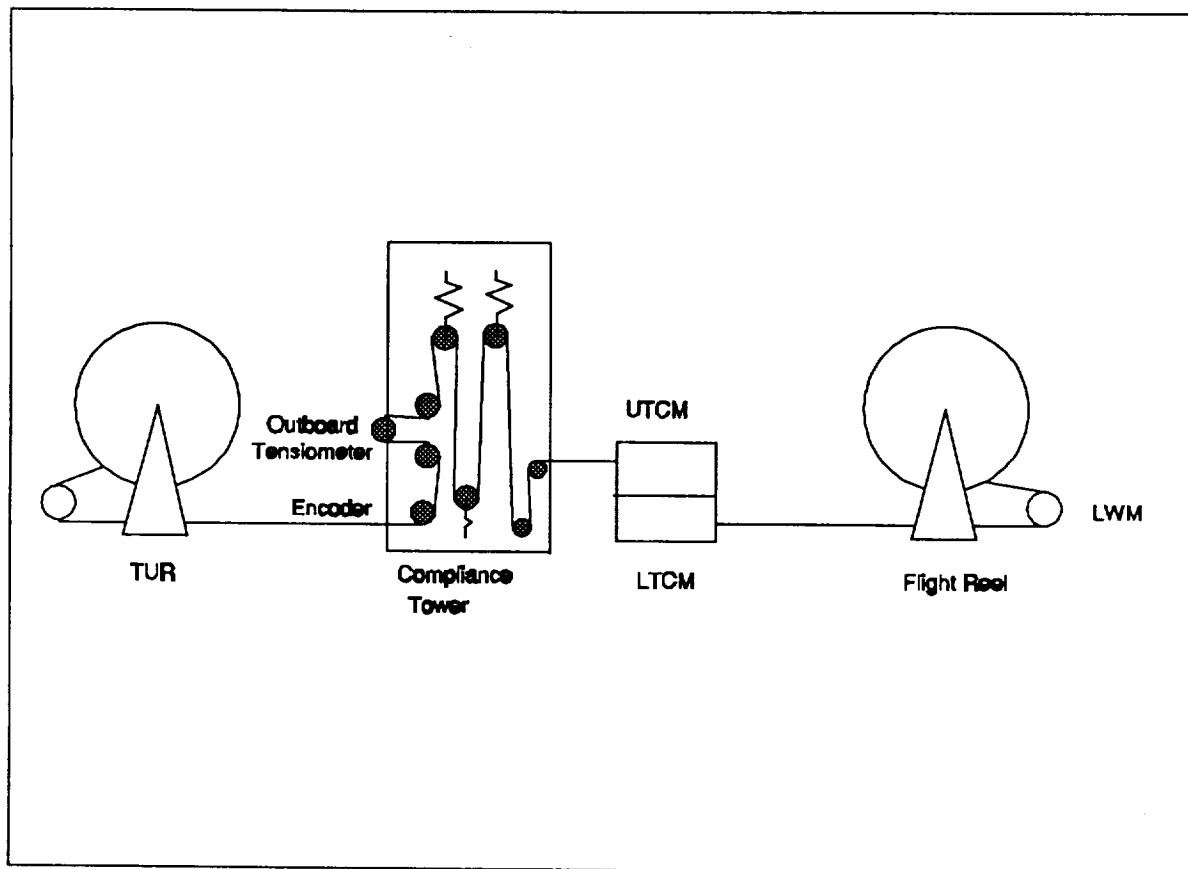 Outboard
Tensiometer
Encoder
TUR
Compliance
Tower
UTCM
LTCM
Flight Reel
LWM